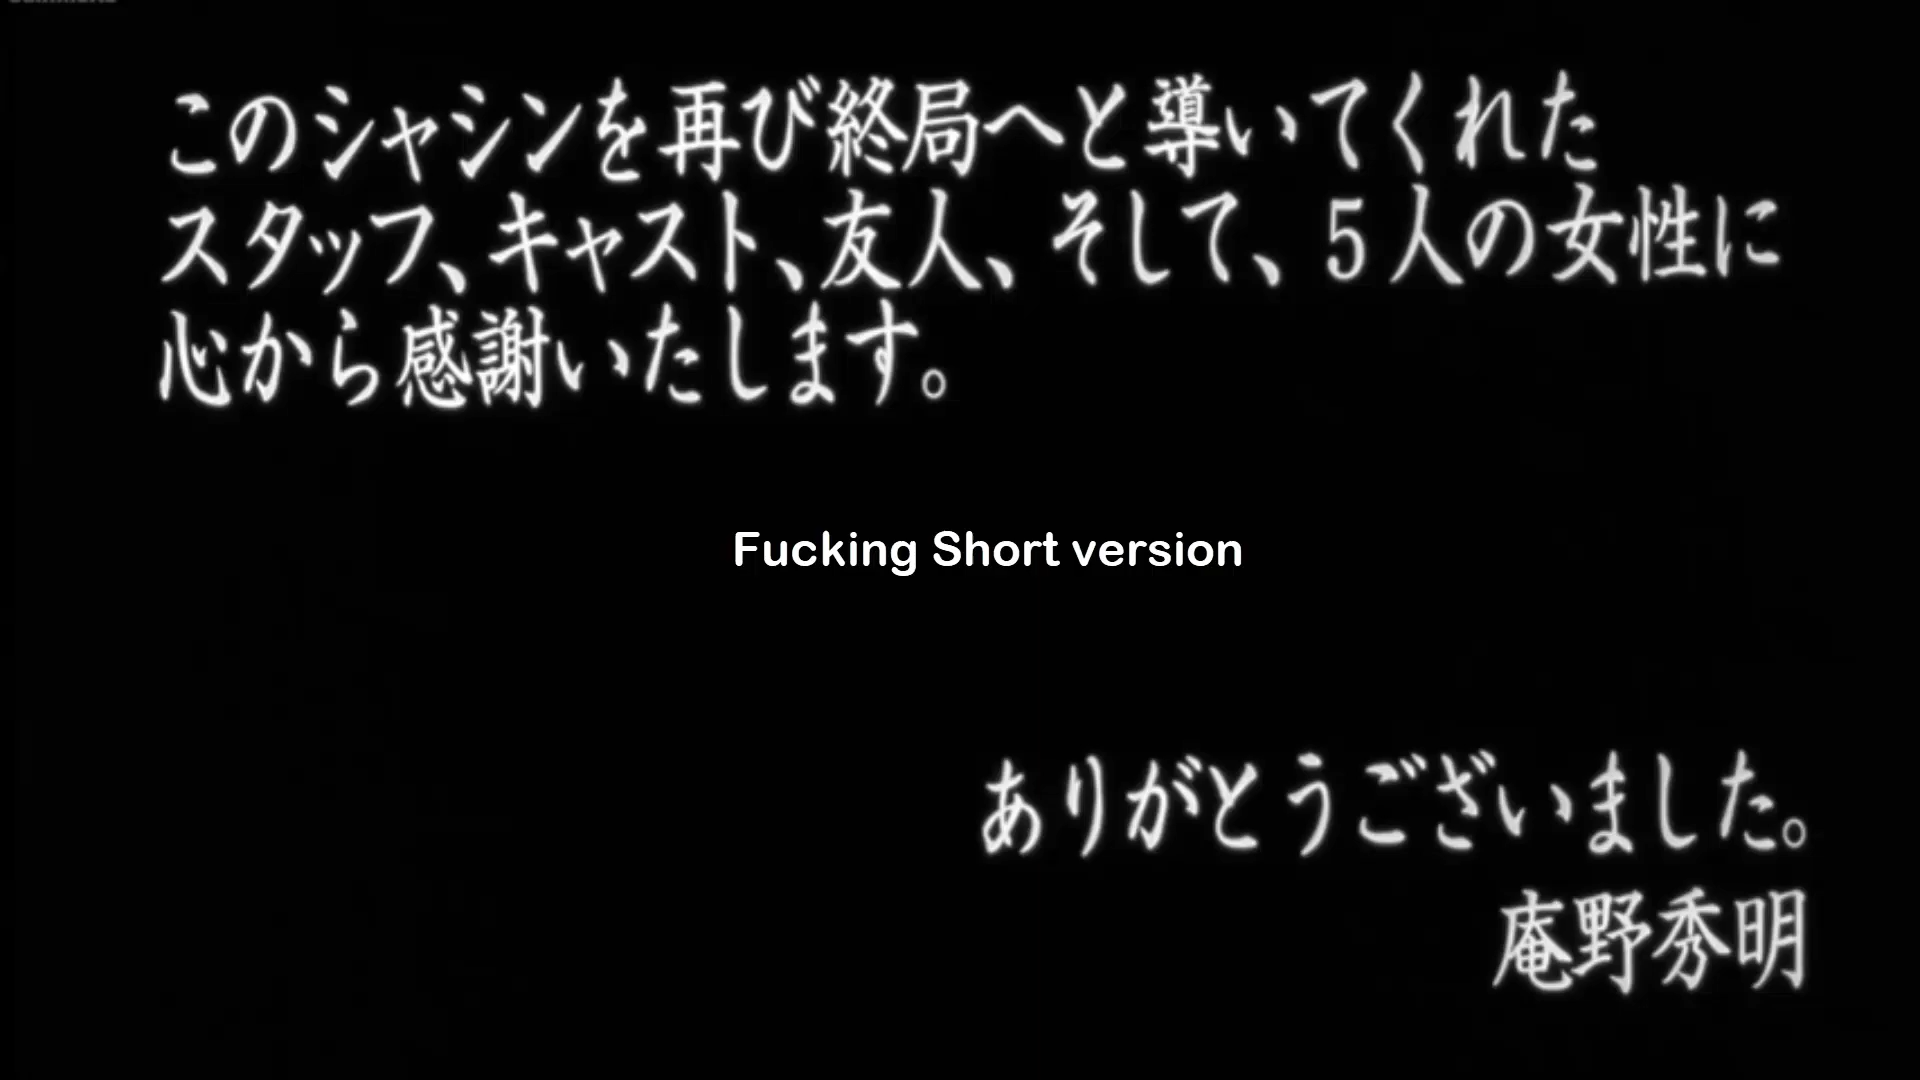 このシャシンを再び終局へと導いてくれた
スタッフ、キャスト、友人、そして、5人の女性に
心から感謝いたします。
Fucking Short version
ありがとうございました。
庵野秀明